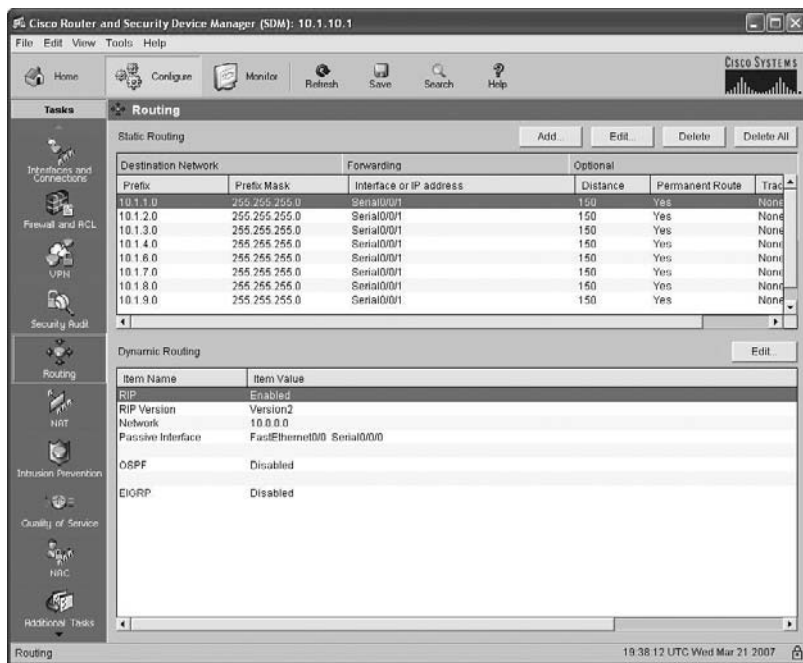 Cisco Router and Security Device Manager (SDM): 10.1.10.1
File Edit View Tools Help
Home Configure Monitor Refresh Save Search Help
CISCO SYSTEMS
Tasks
Routing
Static Routing Add... Edit... Delete Delete All
Destination Network Forwarding Optional
Prefix Prefix Mask Interface or IP address Distance Permanent Route Trac
10.1.1.0 255.255.255.0 Serial0/0/1 150 Yes None
10.1.2.0 255.255.255.0 Serial0/0/1 150 Yes None
10.1.3.0 255.255.255.0 Serial0/0/1 150 Yes None
10.1.4.0 255.255.255.0 Serial0/0/1 150 Yes None
10.1.6.0 255.255.255.0 Serial0/0/1 150 Yes None
10.1.7.0 255.255.255.0 Serial0/0/1 150 Yes None
10.1.8.0 255.255.255.0 Serial0/0/1 150 Yes None
10.1.9.0 255.255.255.0 Serial0/0/1 150 Yes None
Dynamic Routing Edit...
Item Name Item Value
RIP Enabled
RIP Version Version2
Network 10.0.0.0
Passive Interface FastEthernet0/0 Serial0/0/0
OSPF Disabled
EIGRP Disabled
Interfaces and
Connections
Firewall and ACL
VPN
Security Audit
Routing
NAT
Intrusion Prevention
Quality of Service
NAC
Additional Tasks
Routing 19:38:12 UTC Wed Mar 21 2007